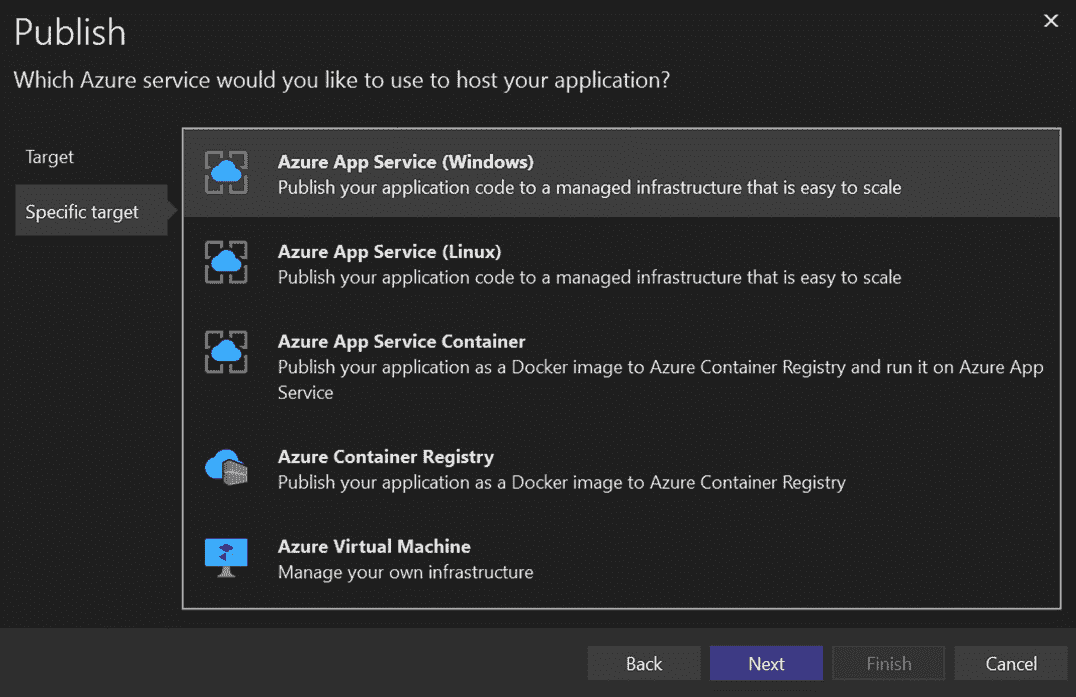 Publish
Which Azure service would you like to use to host your application?
Target
Specific target
Azure App Service (Windows)
Publish your application code to a managed infrastructure that is easy to scale
Azure App Service (Linux)
Publish your application code to a managed infrastructure that is easy to scale
Azure App Service Container
Publish your application as a Docker image to Azure Container Registry and run it on Azure App
Service
Azure Container Registry
Publish your application as a Docker image to Azure Container Registry
Azure Virtual Machine
Manage your own infrastructure
Back
Next
Finish
Cancel